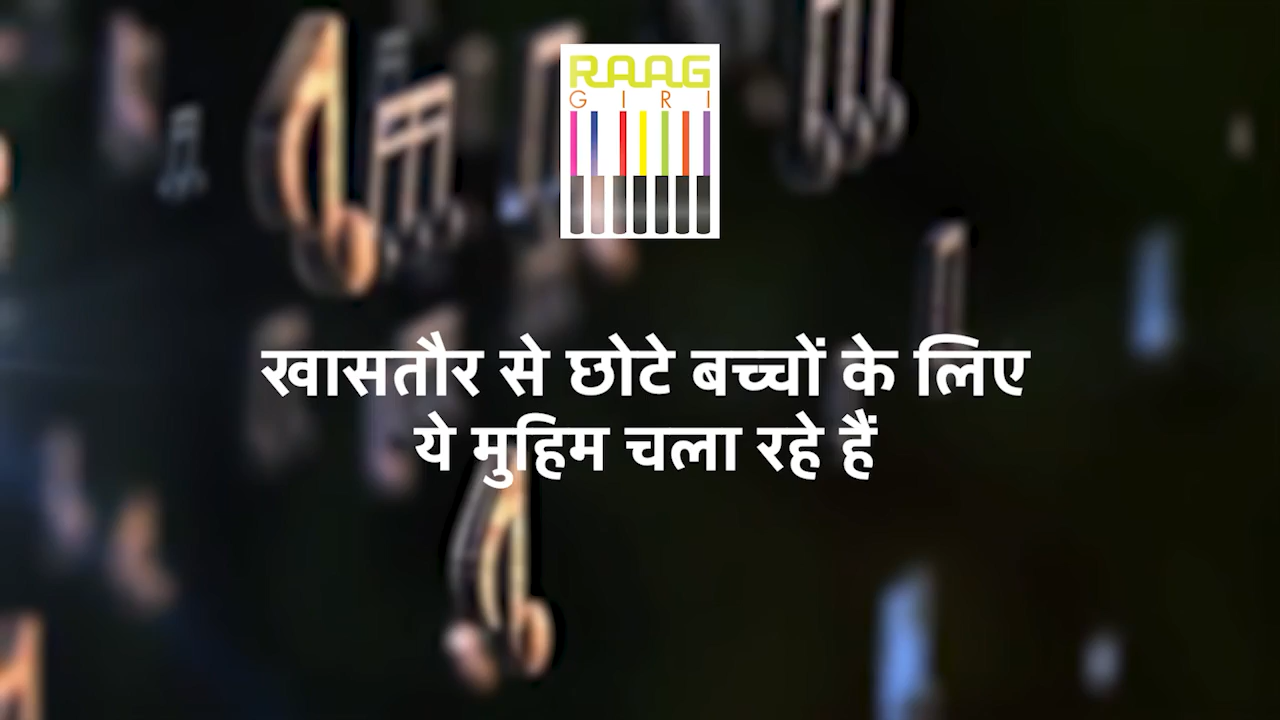 RAAG
GIRI
खासतौर से छोटे बच्चों के लिए
ये मुहिम चला रहे हैं